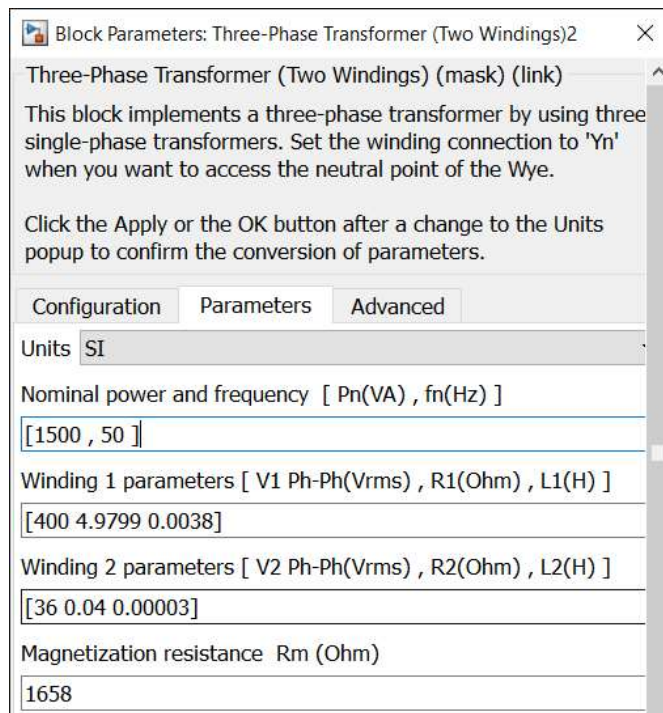 Block Parameters: Three-Phase Transformer (Two Windings)2
Three-Phase Transformer (Two Windings) (mask) (link)
This block implements a three-phase transformer by using three
single-phase transformers. Set the winding connection to 'Yn'
when you want to access the neutral point of the Wye.
Click the Apply or the OK button after a change to the Units
popup to confirm the conversion of parameters.
Configuration Parameters Advanced
Units SI
Nominal power and frequency [ Pn(VA) , fn(Hz) ]
[1500 , 50 ]
Winding 1 parameters [ V1 Ph-Ph(Vrms) , R1(Ohm) , L1(H) ]
[400 4.9799 0.0038]
Winding 2 parameters [ V2 Ph-Ph(Vrms) , R2(Ohm) , L2(H) ]
[36 0.04 0.00003]
Magnetization resistance Rm (Ohm)
1658